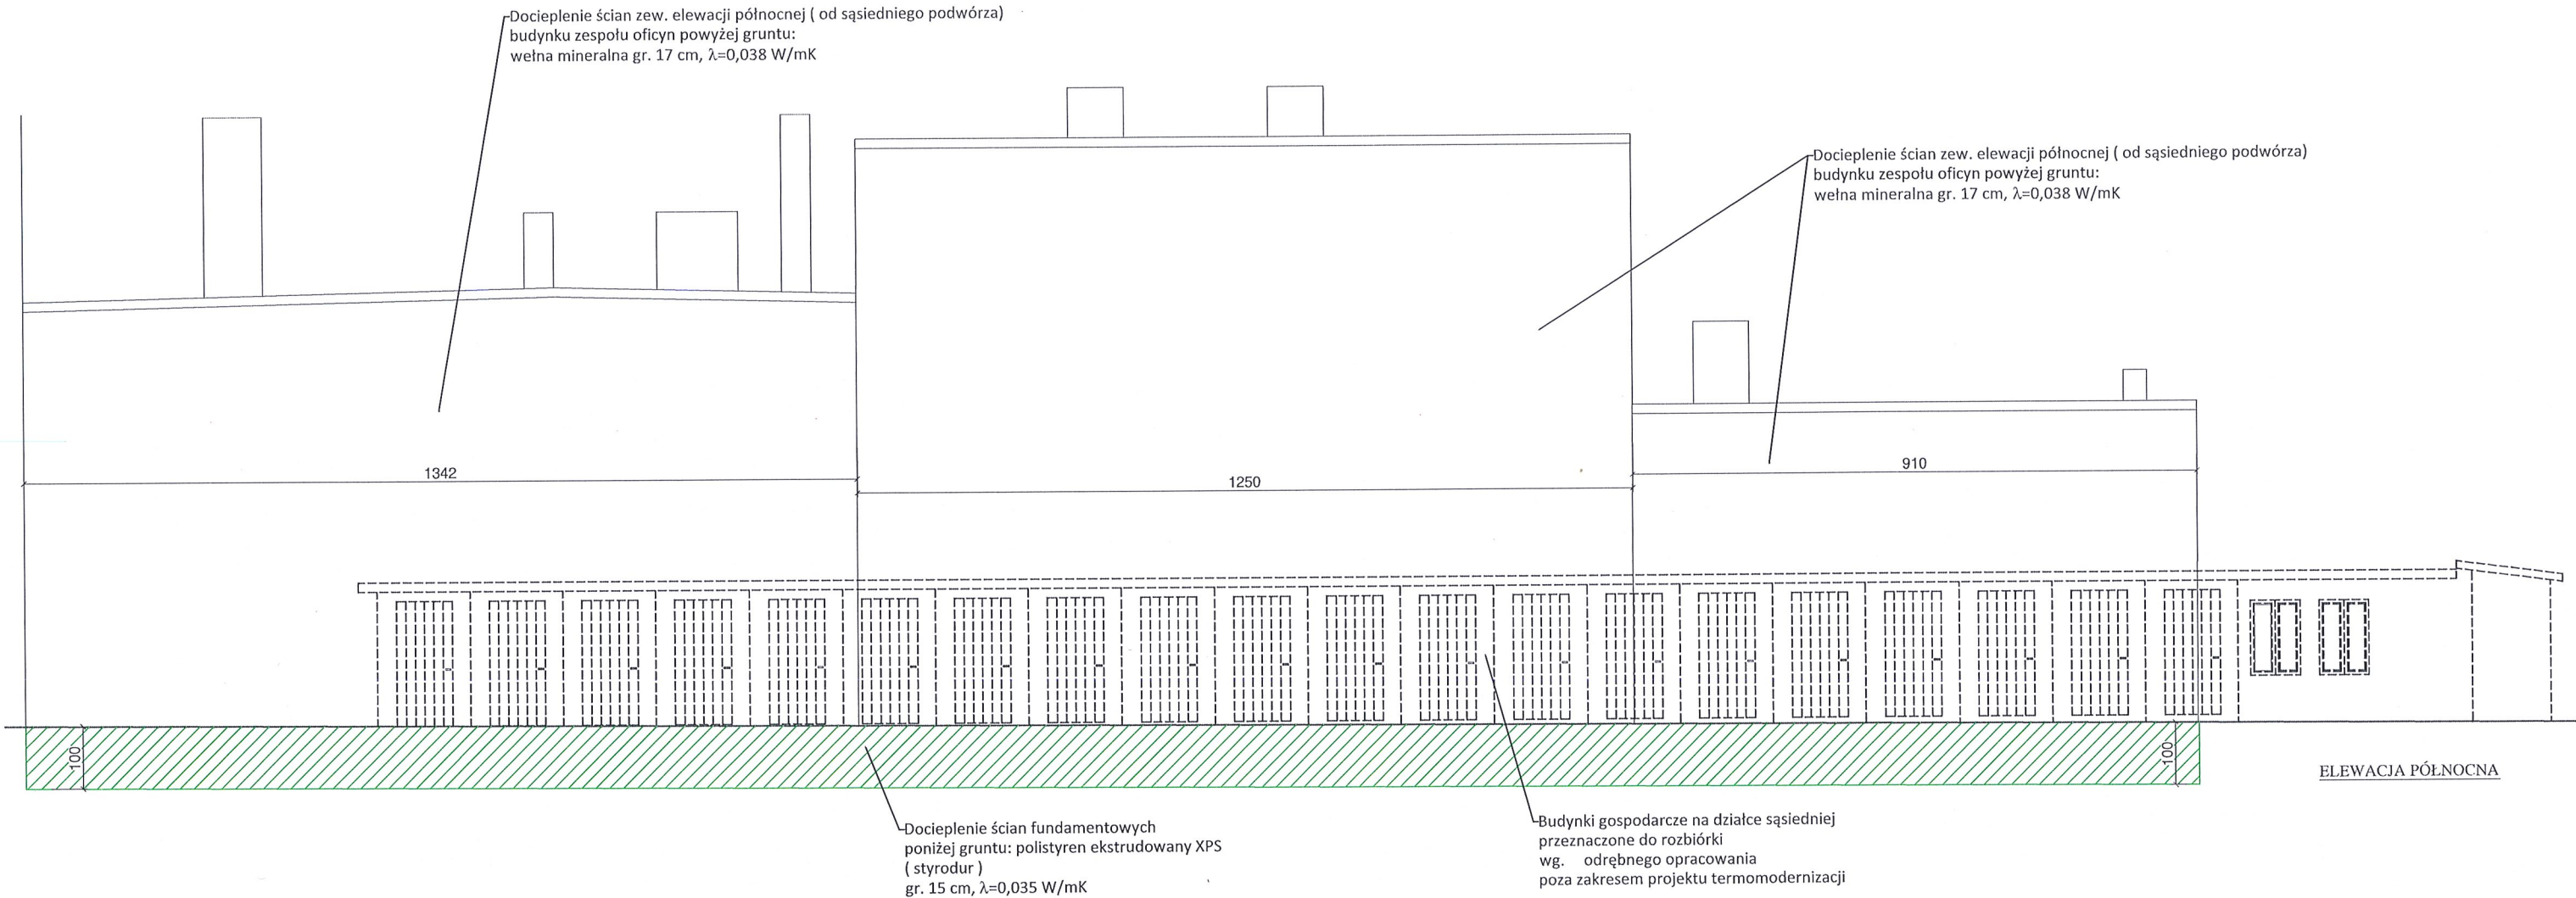 Docieplenie ścian zew. elewacji północnej ( od sąsiedniego podwórza)
budynku zespołu oficyn powyżej gruntu:
wełna mineralna gr. 17 cm, λ=0,038 W/mK
Docieplenie ścian zew. elewacji północnej ( od sąsiedniego podwórza)
budynku zespołu oficyn powyżej gruntu:
wełna mineralna gr. 17 cm, λ=0,038 W/mK
1342
1250
910
100
100
ELEWACJA PÓŁNOCNA
Docieplenie ścian fundamentowych
poniżej gruntu: polistyren ekstrudowany XPS
( styrodur )
gr. 15 cm, λ=0,035 W/mK
Budynki gospodarcze na działce sąsiedniej
przeznaczone do rozbiórki
wg. odrębnego opracowania
poza zakresem projektu termomodernizacji